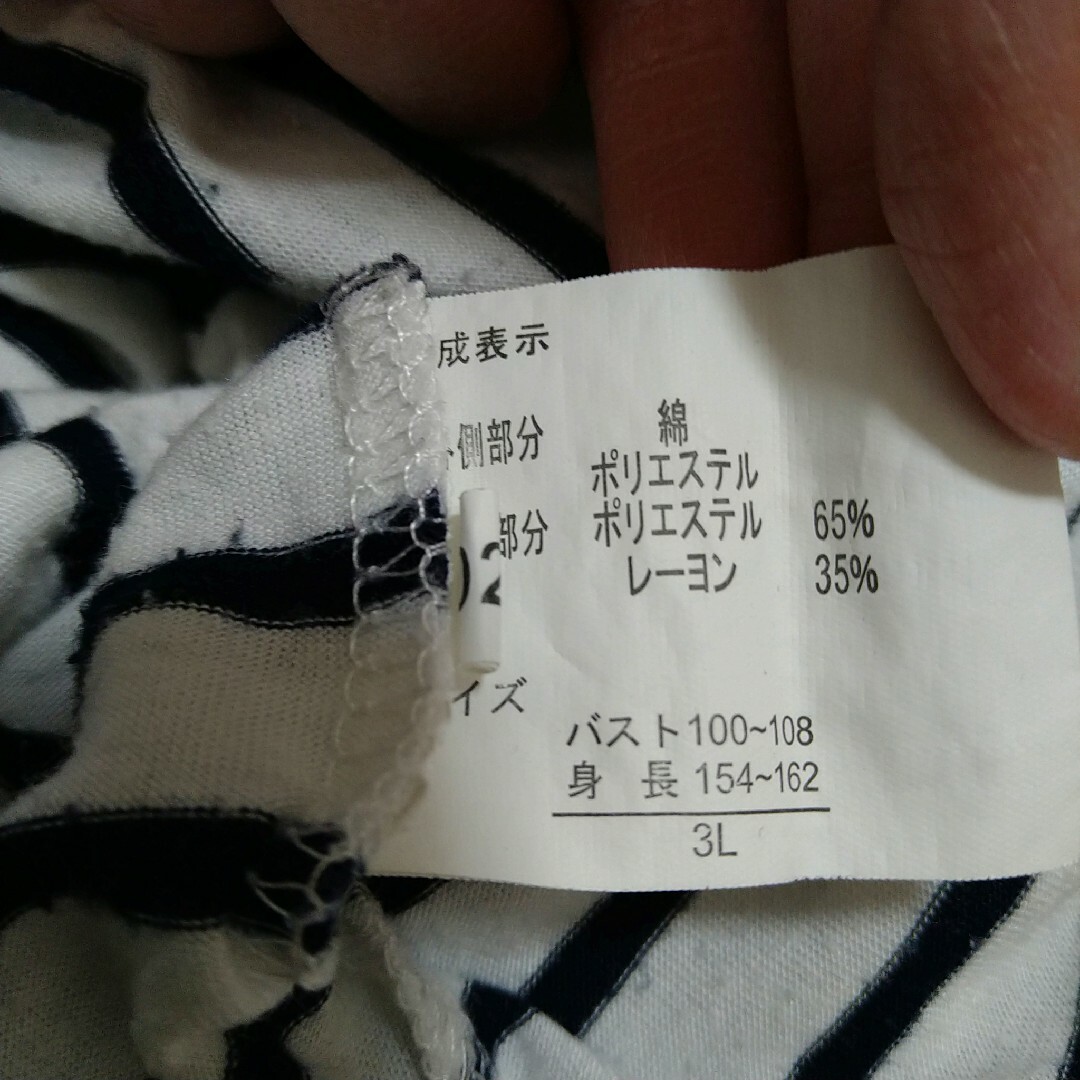 成表示
側部分 綿
ポリエステル
部分 ポリエステル 65%
レーヨン 35%
02
イズ
バスト100~108
身 長 154~162
3L